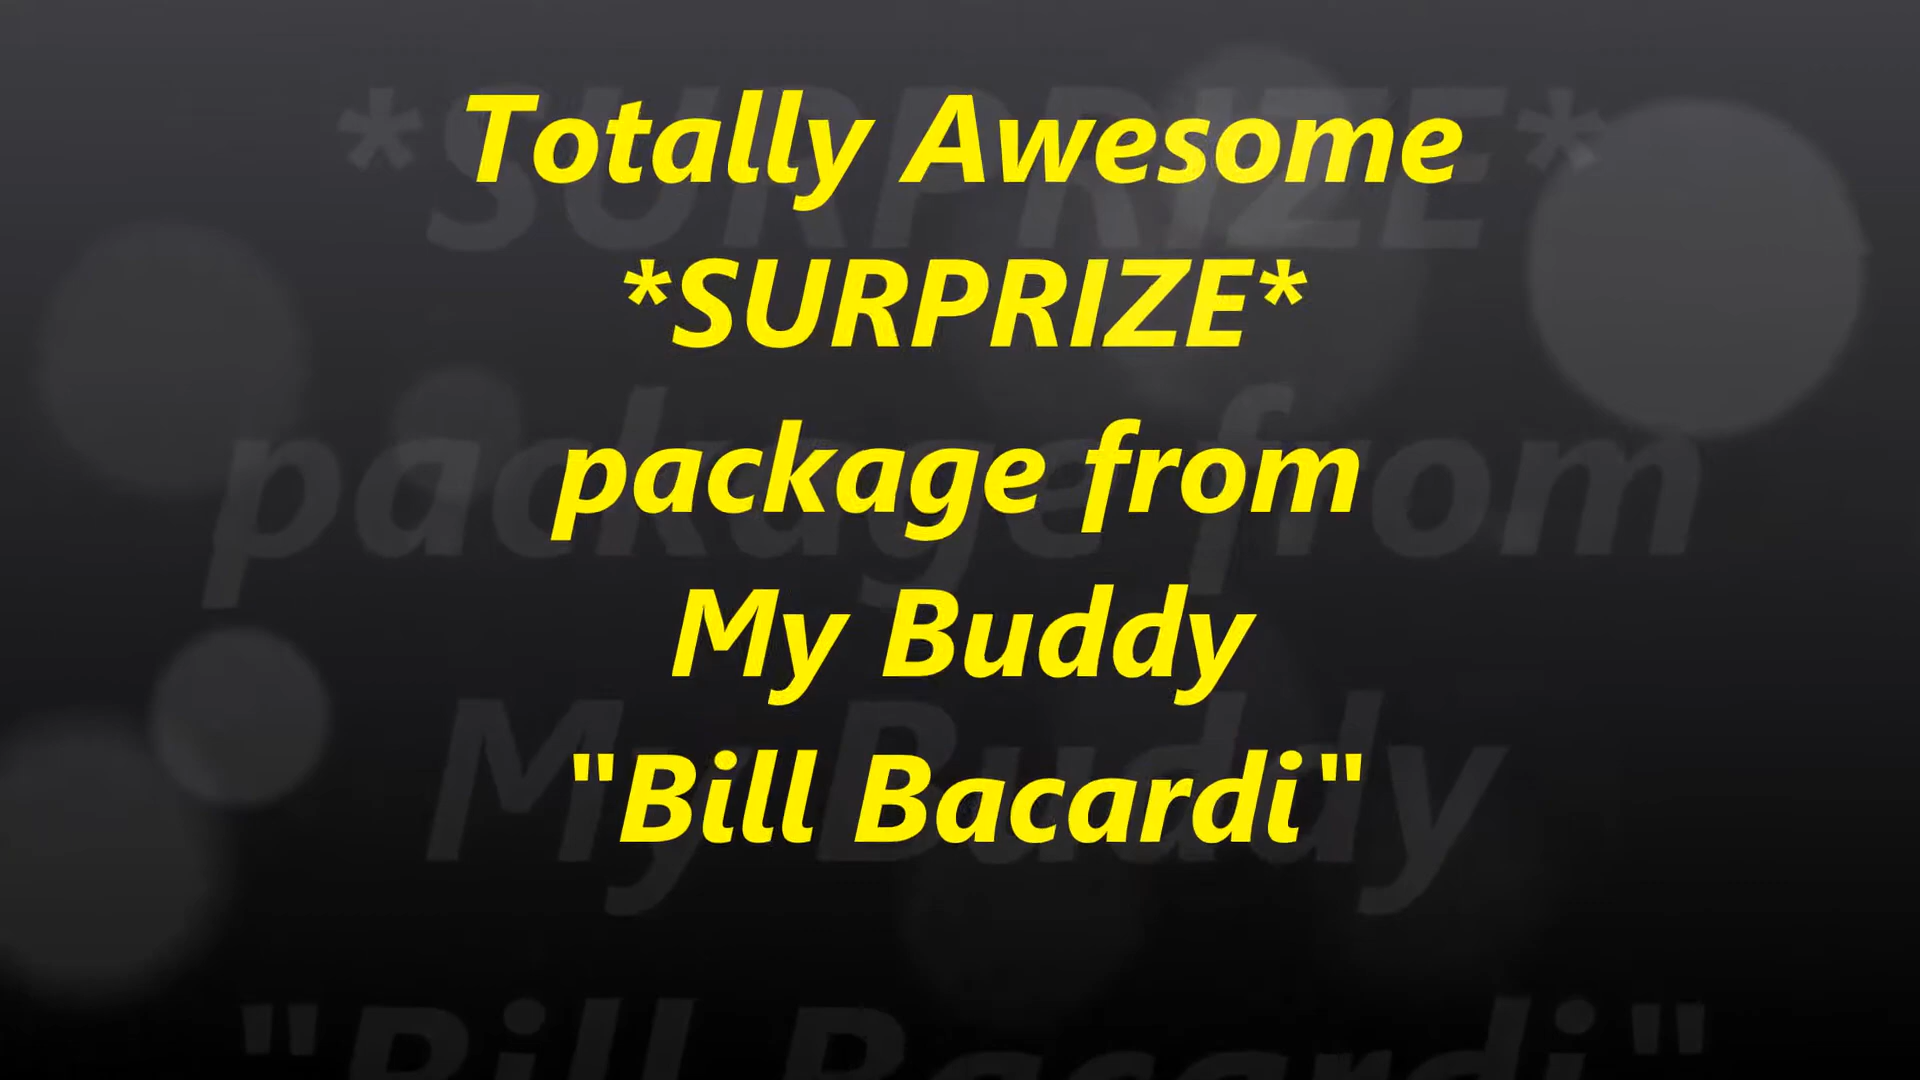 Totally Awesome
*SURPRIZE*
package from
My Buddy
"Bill Bacardi"